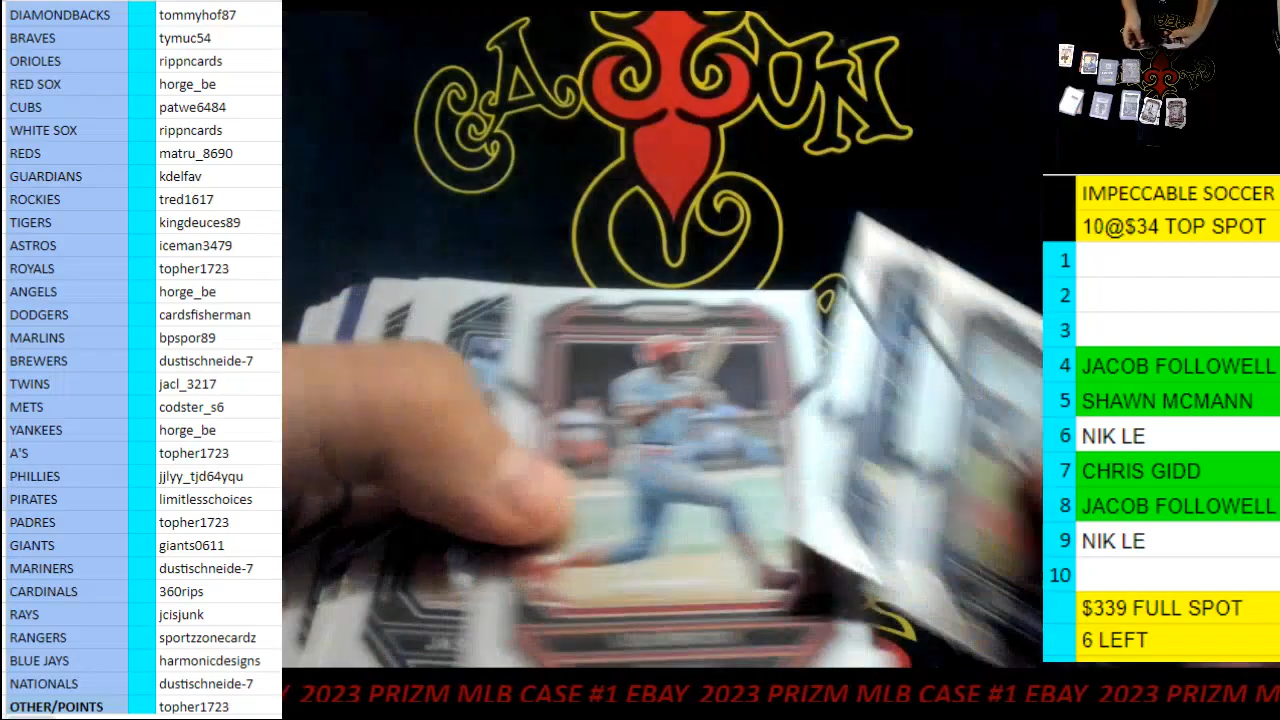 DIAMONDBACKS tommyhof87
BRAVES tymuc54
ORIOLES rippncards
RED SOX horge_be
CUBS patwe6484
WHITE SOX rippncards
REDS matru_8690
GUARDIANS kdelfav
ROCKIES tred1617
TIGERS kingdeuces89
ASTROS iceman3479
ROYALS topher1723
ANGELS horge_be
DODGERS cardsfisherman
MARLINS bpspor89
BREWERS dustischneide-7
TWINS jacl_3217
METS codster_s6
YANKEES horge_be
A'S topher1723
PHILLIES jjlyy_tjd64yqu
PIRATES limitlesschoices
PADRES topher1723
GIANTS giants0611
MARINERS dustischneide-7
CARDINALS 360rips
RAYS jcisjunk
RANGERS sportzzonecardz
BLUE JAYS harmonicdesigns
NATIONALS dustischneide-7
OTHER/POINTS topher1723
IMPECCABLE SOCCER
10@$34 TOP SPOT
1
2
3
4 JACOB FOLLOWELL
5 SHAWN MCMANN
6 NIK LE
7 CHRIS GIDD
8 JACOB FOLLOWELL
9 NIK LE
10
$339 FULL SPOT
6 LEFT
Y 2023 PRIZM MLB CASE #1 EBAY 2023 PRIZM MLB CASE #1 EBAY 2023 PRIZM M